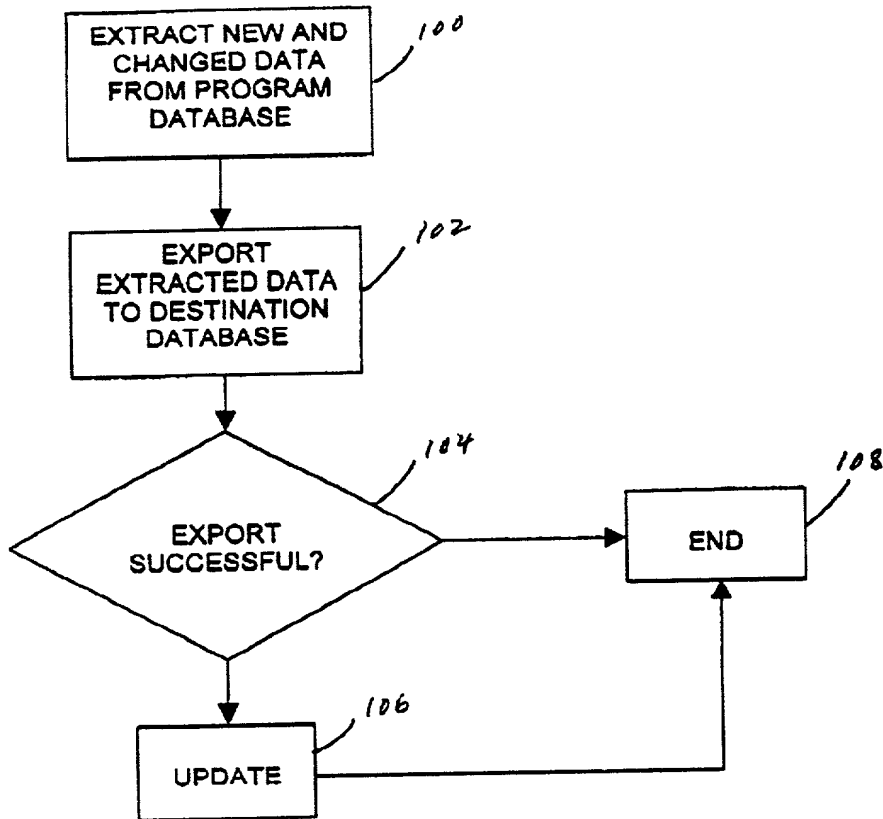 EXTRACT NEW AND
CHANGED DATA
FROM PROGRAM
DATABASE
100
EXPORT
EXTRACTED DATA
TO DESTINATION
DATABASE
102
EXPORT
SUCCESSFUL?
104
END
108
UPDATE
106